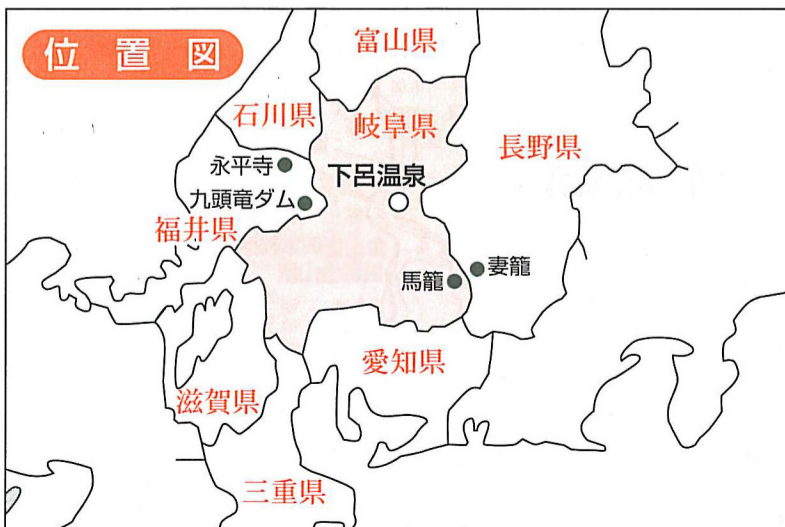 位置図
富山県
石川県
岐阜県
長野県
永平寺
下呂温泉
九頭竜ダム
福井県
妻籠
馬籠
愛知県
滋賀県
三重県